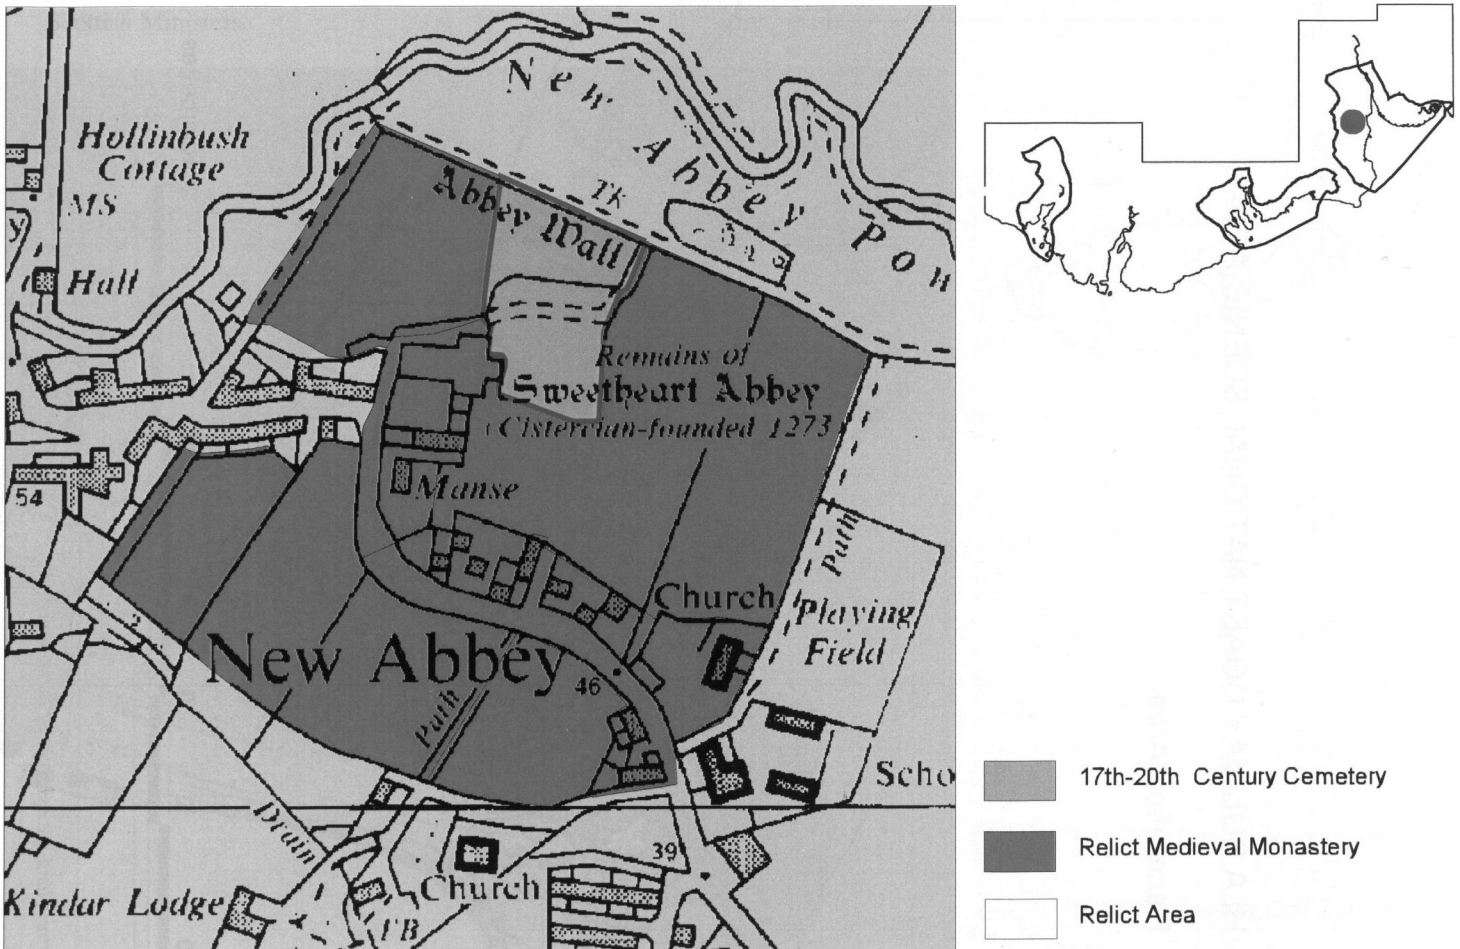 Hollinbush
Cottage
MS
Hall
y
New
Abbey
Pow
Abbey Wall
Tk
Remains of
Sweetheart Abbey
(Cistercian-founded 1273
Manse
54
Church
Path
Playing
Field
New Abbey
46
Path
Scho
Drain
39
Church
Kindar Lodge
FB
17th-20th Century Cemetery
Relict Medieval Monastery
Relict Area